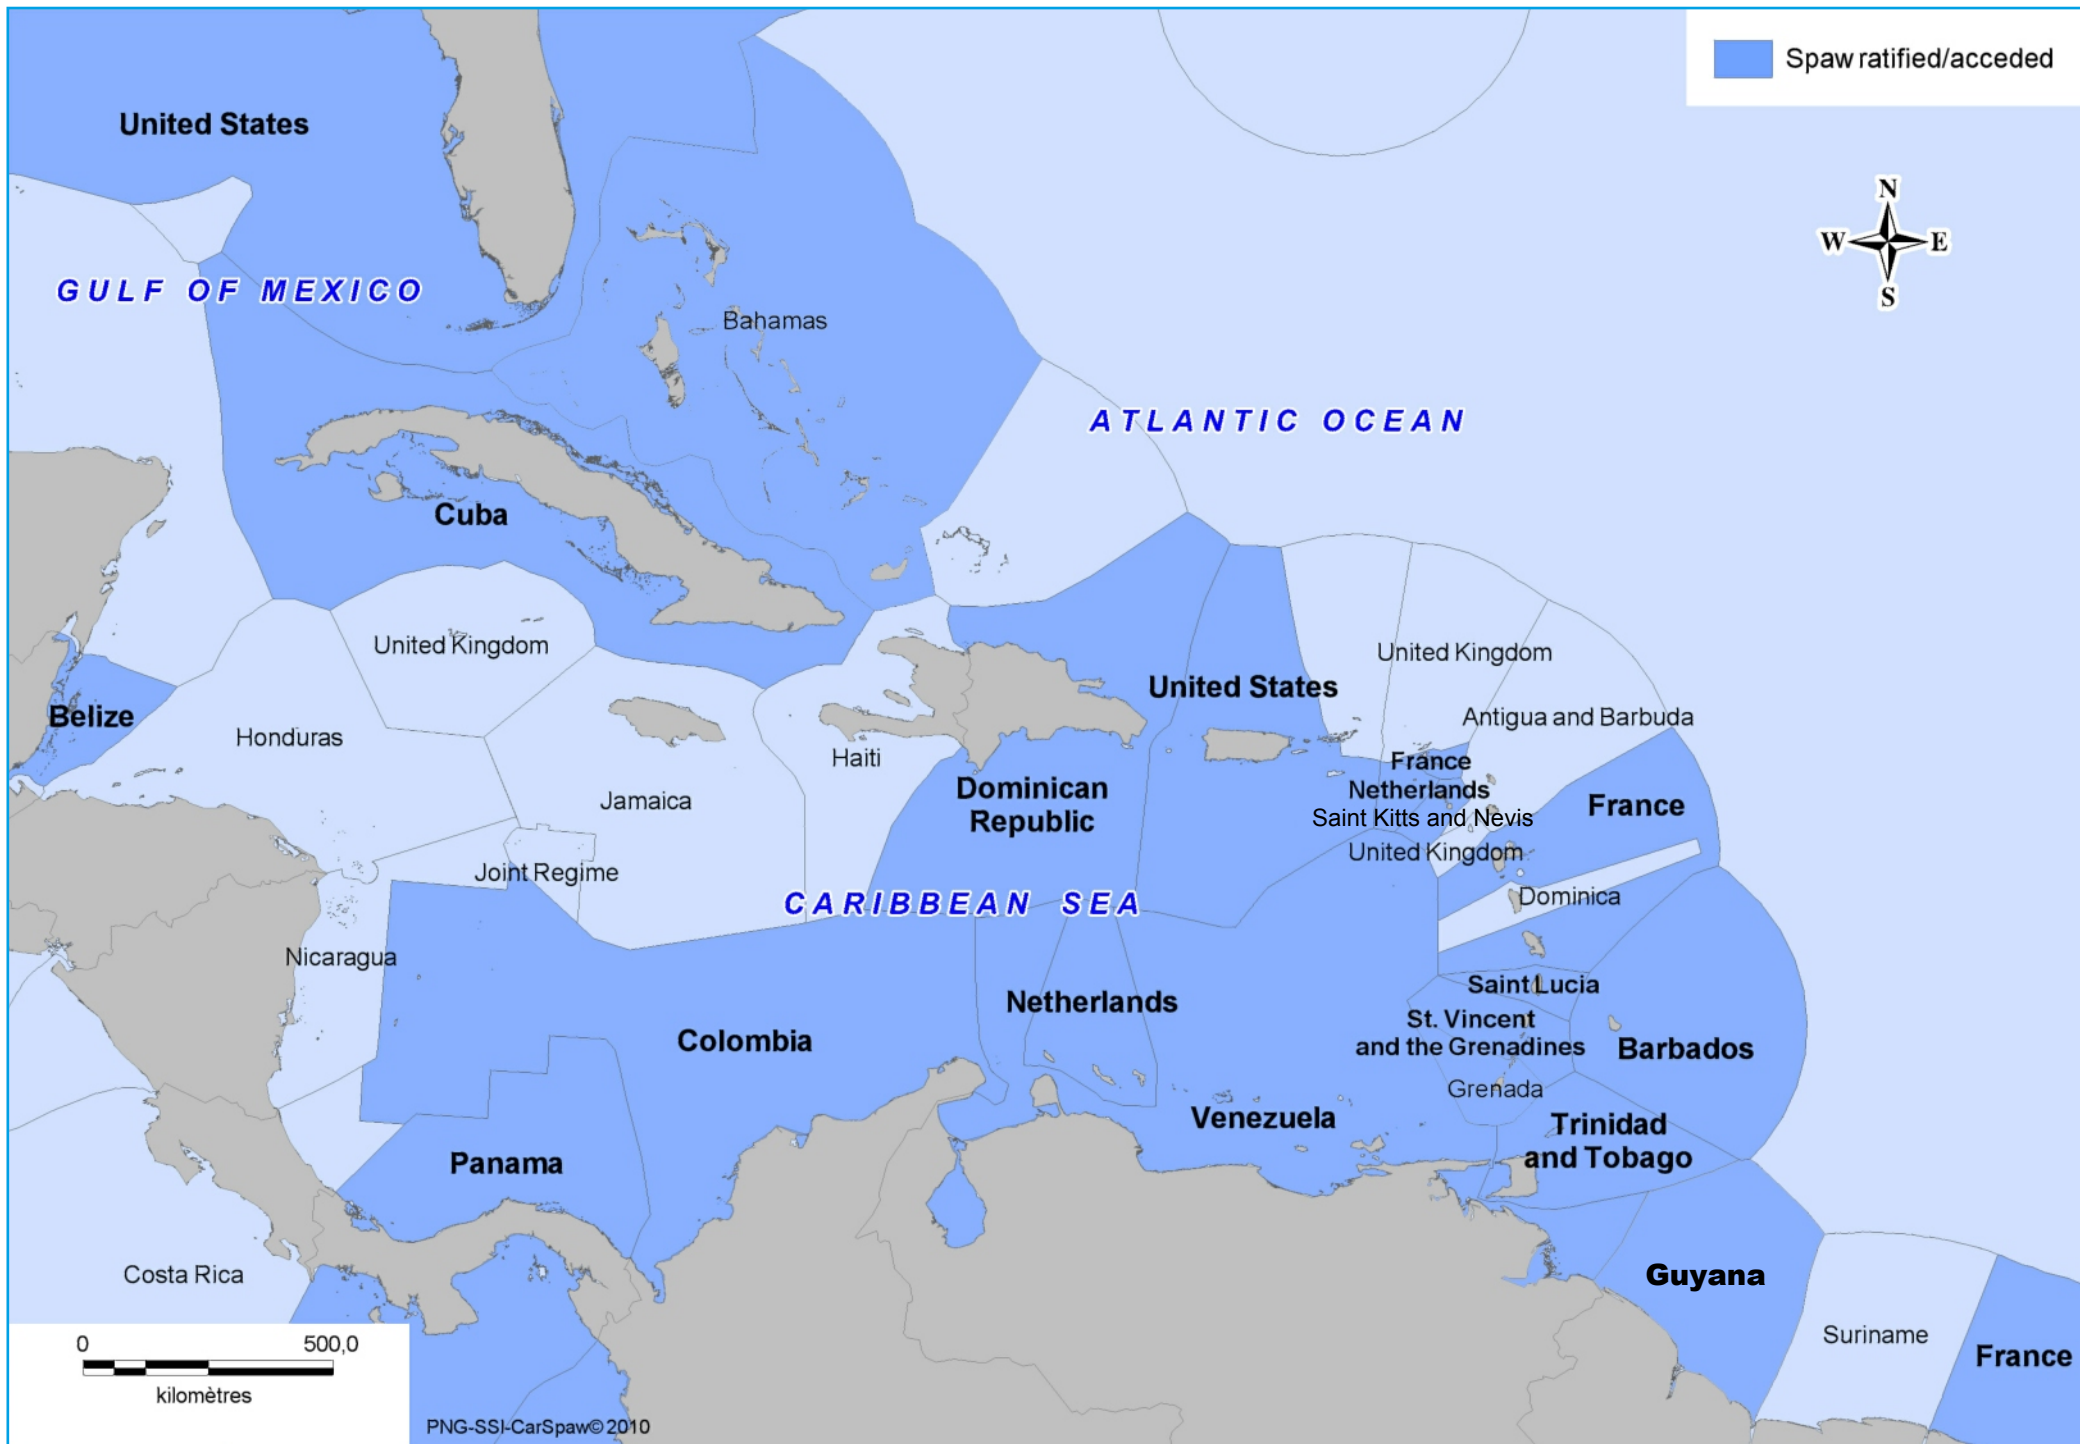 Spaw ratified/acceded
United States
N
W E
S
GULF OF MEXICO
Bahamas
ATLANTIC OCEAN
Cuba
United Kingdom
United Kingdom
United States
Belize
Antigua and Barbuda
Honduras
Haiti
France
Dominican
Republic
Netherlands
Jamaica
France
Saint Kitts and Nevis
United Kingdom
Joint Regime
CARIBBEAN SEA
Dominica
Nicaragua
Saint Lucia
Netherlands
St. Vincent
and the Grenadines
Colombia
Barbados
Grenada
Venezuela
Trinidad
and Tobago
Panama
Costa Rica
Guyana
Suriname
France
0 500,0
kilomètres
PNG-SSI-CarSpaw©2010